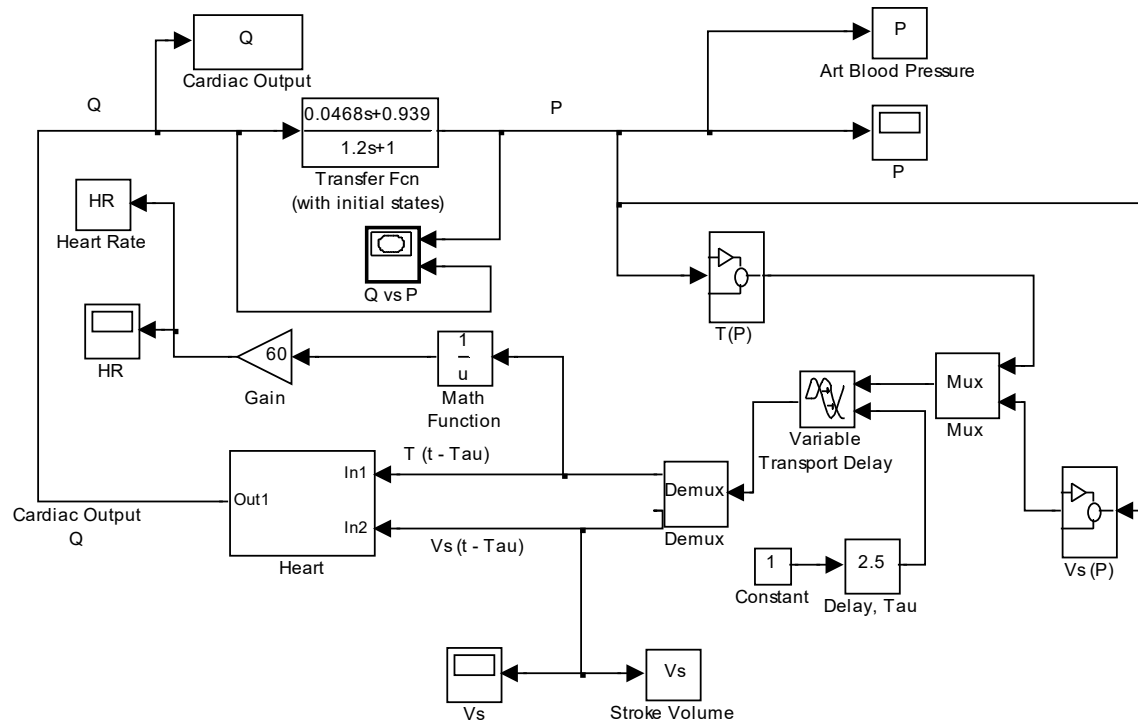 Q
Cardiac Output
P
Art Blood Pressure
Q
0.0468s+0.939
1.2s+1
Transfer Fcn
(with initial states)
P
P
HR
Heart Rate
Q vs P
T(P)
HR
60
Gain
1
u
Math
Function
Variable
Transport Delay
Mux
Mux
T (t - Tau)
In1
Out1
In2
Heart
Cardiac Output
Q
Vs (t - Tau)
Demux
Demux
1
Constant
2.5
Delay, Tau
Vs (P)
Vs
Vs
Stroke Volume